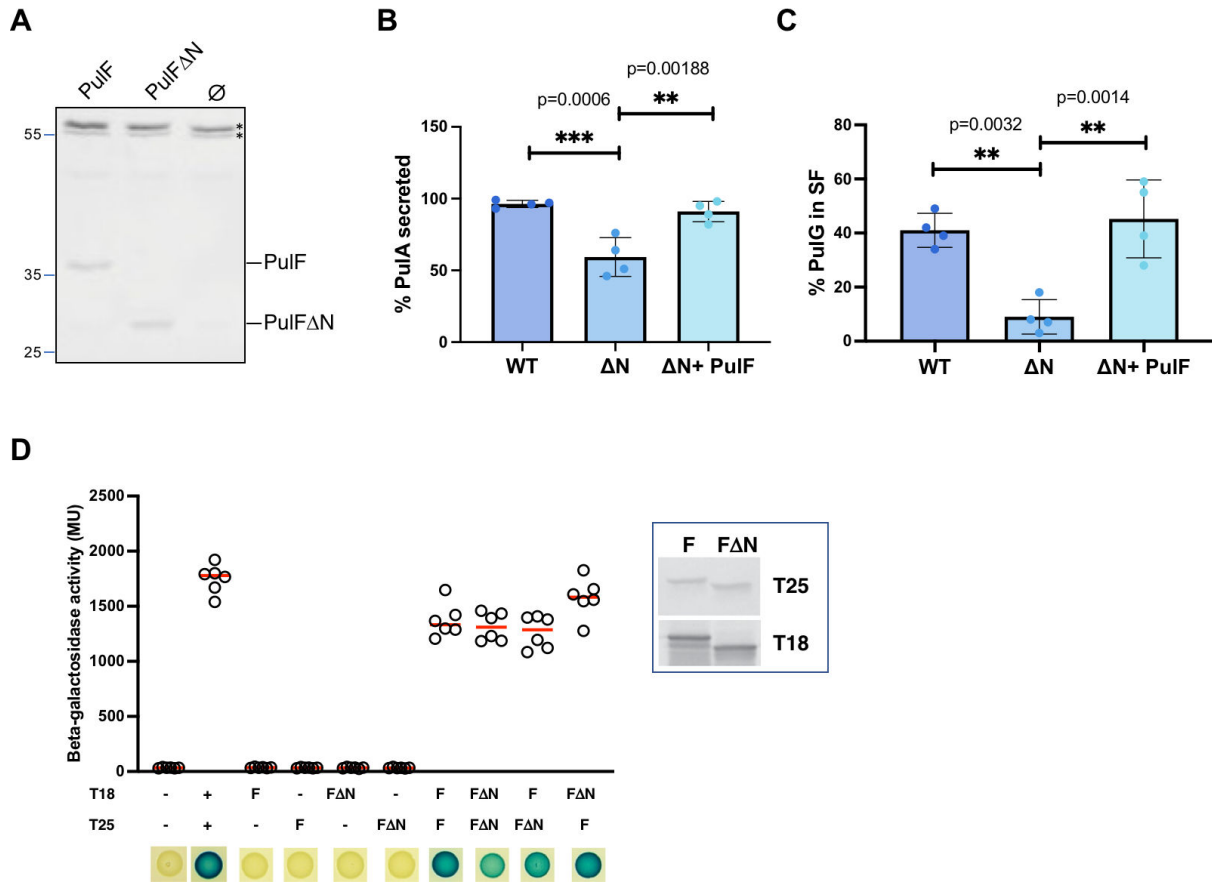 A
PulF
PulFΔN
Ø
55
*
*
35
25
PulF
PulFΔN
B
p=0.00188
p=0.0006
**
***
150
100
50
0
% PulA secreted
WT
ΔN
ΔN+ PulF
C
p=0.0014
p=0.0032
**
**
80
60
40
20
0
% PulG in SF
WT
ΔN
ΔN+ PulF
D
Beta-galactosidase activity (MU)
2500
2000
1500
1000
500
0
T18 - + F - FΔN - F FΔN F FΔN
T25 - + - F - FΔN F FΔN FΔN F
F FΔN
T25
T18